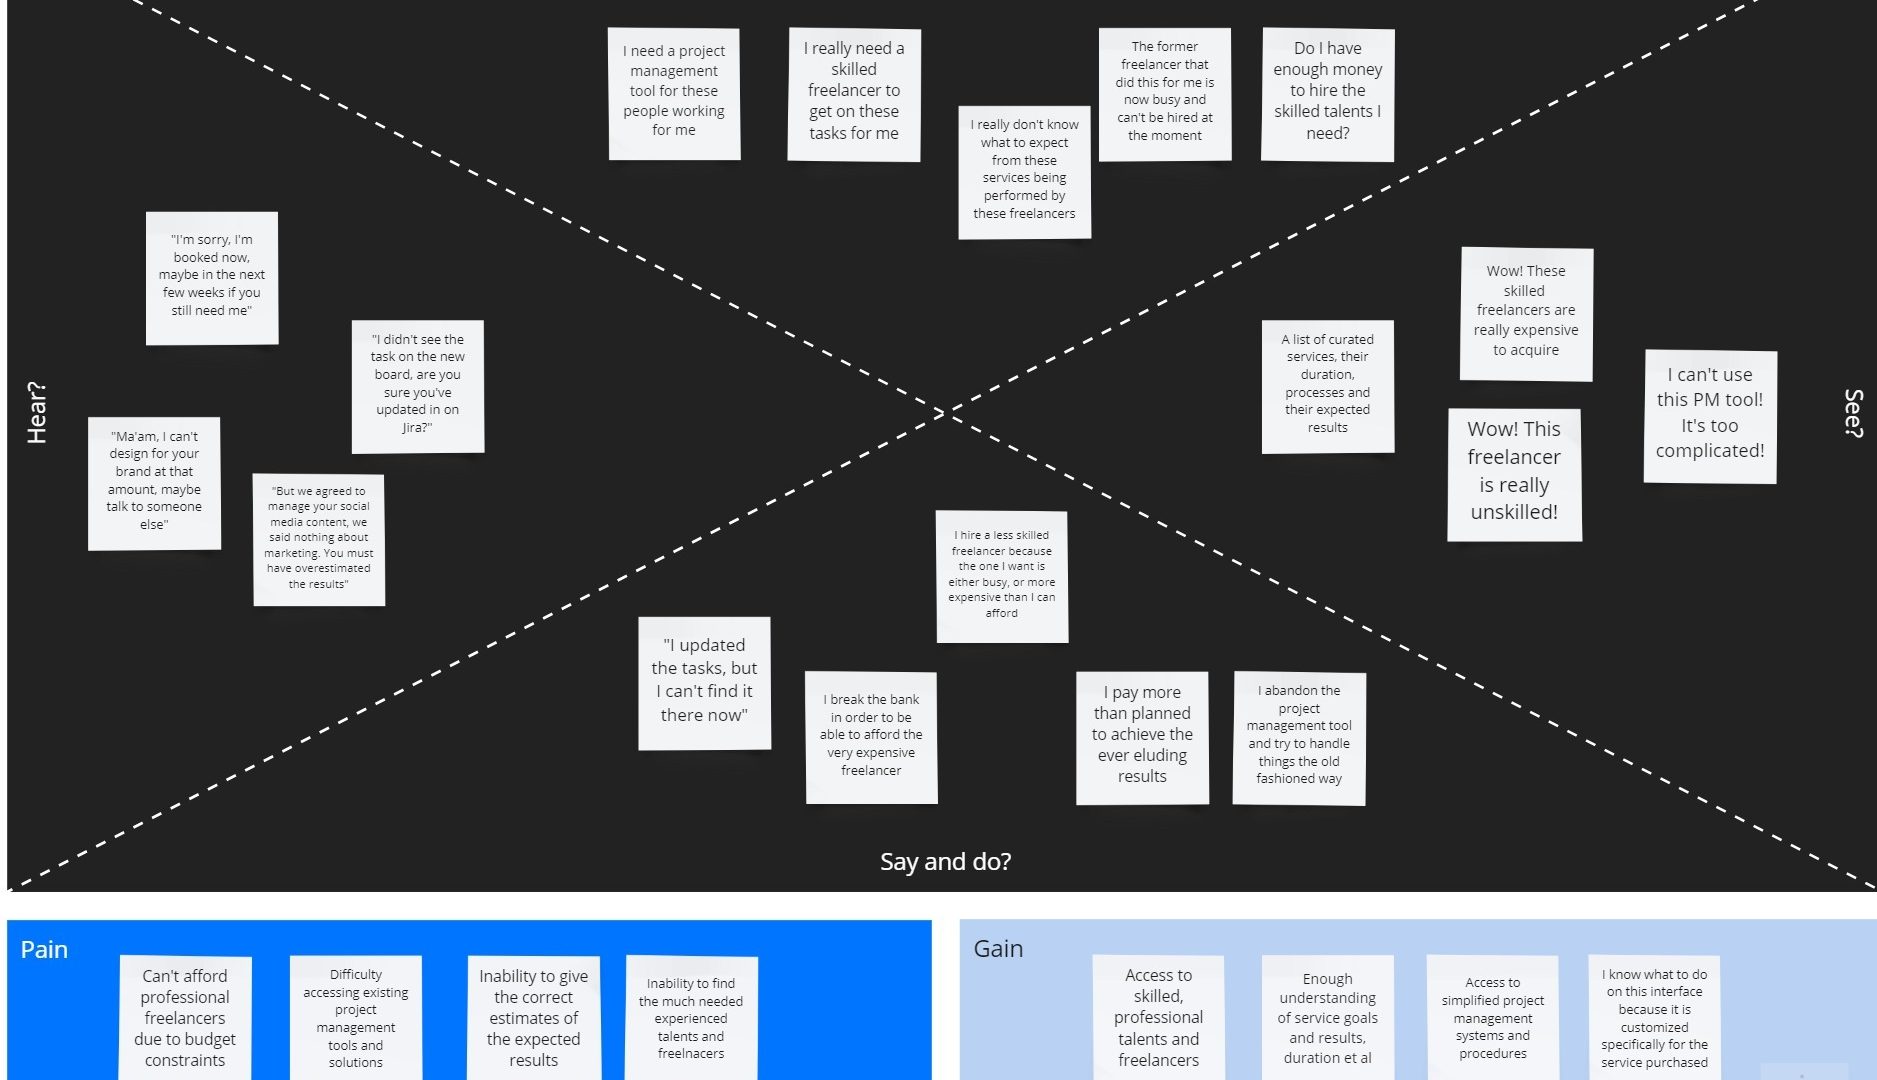 I need a project
management
tool for these
people working
for me
I really need a
skilled
freelancer to
get on these
tasks for me
I really don't know
what to expect
from these
services being
performed by
these freelancers
The former
freelancer that
did this for me is
now busy and
can't be hired at
the moment
Do I have
enough money
to hire the
skilled talents I
need?
Hear?
"I'm sorry, I'm
booked now,
maybe in the next
few weeks if you
still need me"
"I didn't see the
task on the new
board, are you
sure you've
updated in on
Jira?"
"Ma'am, I can't
design for your
brand at that
amount, maybe
talk to someone
else"
"But we agreed to
manage your social
media content, we
said nothing about
marketing. You must
have overestimated
the results"
A list of curated
services, their
duration,
processes and
their expected
results
Wow! These
skilled
freelancers are
really expensive
to acquire
Wow! This
freelancer
is really
unskilled!
I can't use
this PM tool!
It's too
complicated!
See?
I hire a less skilled
freelancer because
the one I want is
either busy, or more
expensive than I can
afford
"I updated
the tasks, but
I can't find it
there now"
I break the bank
in order to be
able to afford the
very expensive
freelancer
I pay more
than planned
to achieve the
ever eluding
results
I abandon the
project
management tool
and try to handle
things the old
fashioned way
Say and do?
Pain
Can't afford
professional
freelancers
due to budget
constraints
Difficulty
accessing existing
project
management
tools and
solutions
Inability to give
the correct
estimates of
the expected
results
Inability to find
the much needed
experienced
talents and
freelnacers
Gain
Access to
skilled,
professional
talents and
freelancers
Enough
understanding
of service goals
and results,
duration et al
Access to
simplified project
management
systems and
procedures
I know what to do
on this interface
because it is
customized
specifically for the
service purchased